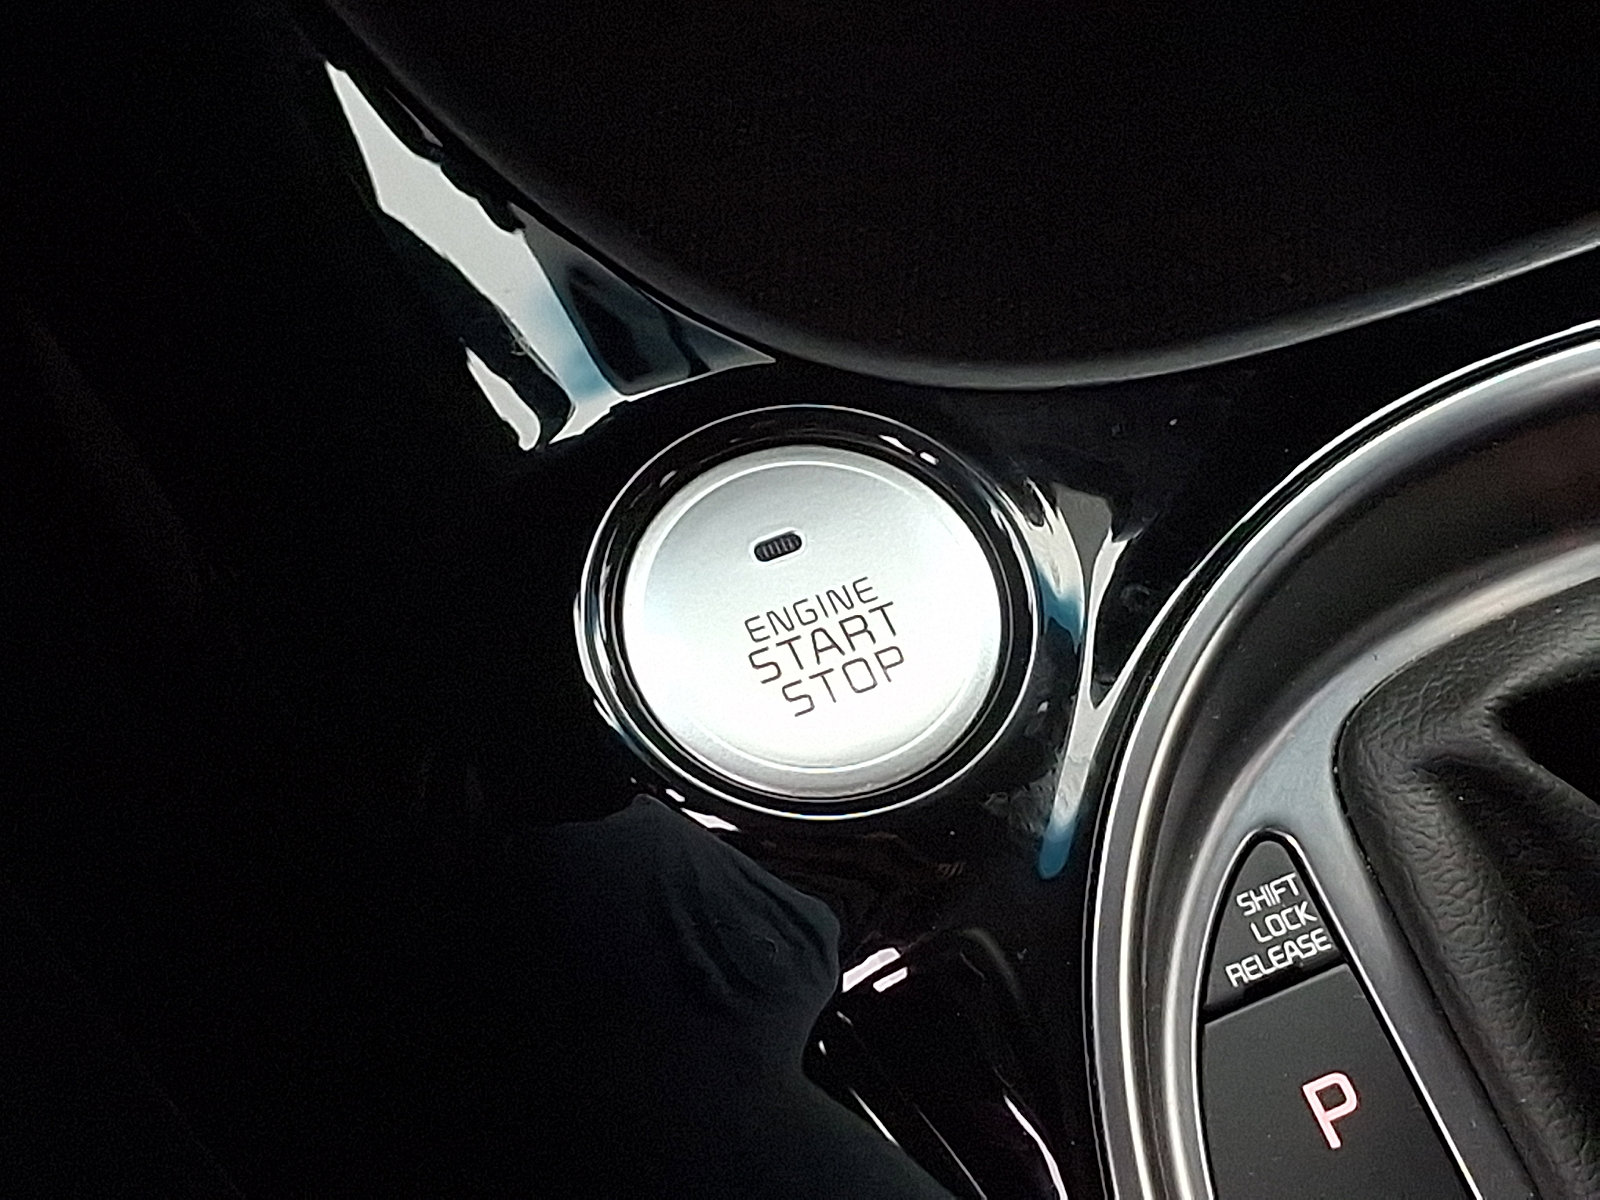 ENGINE
START
STOP
SHIFT
LOCK
RELEASE
P